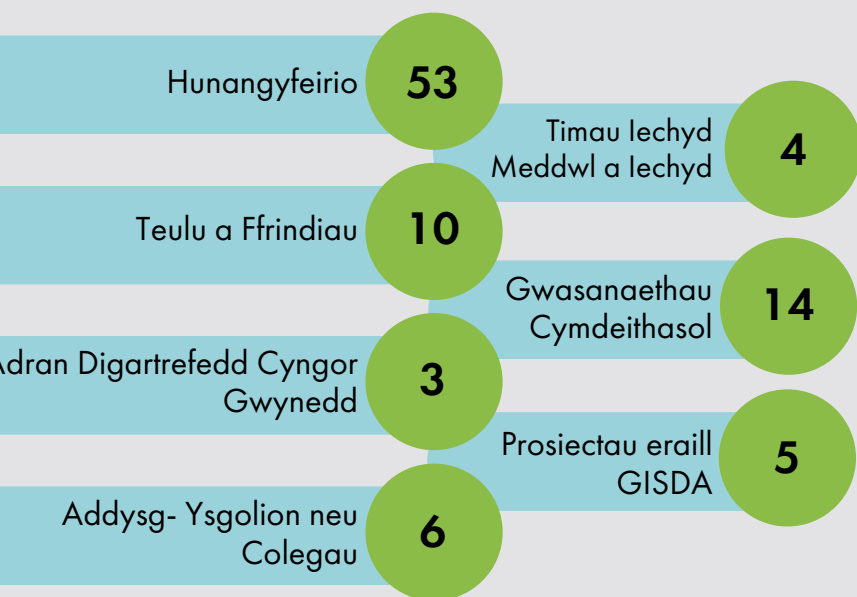 Hunangyfeirio
53
Timau Iechyd
Meddwl a Iechyd
4
Teulu a Ffrindiau
10
Gwasanaethau
Cymdeithasol
14
Adran Digartrefedd Cyngor
Gwynedd
3
Prosiectau eraill
GISDA
5
Addysg- Ysgolion neu
Colegau
6